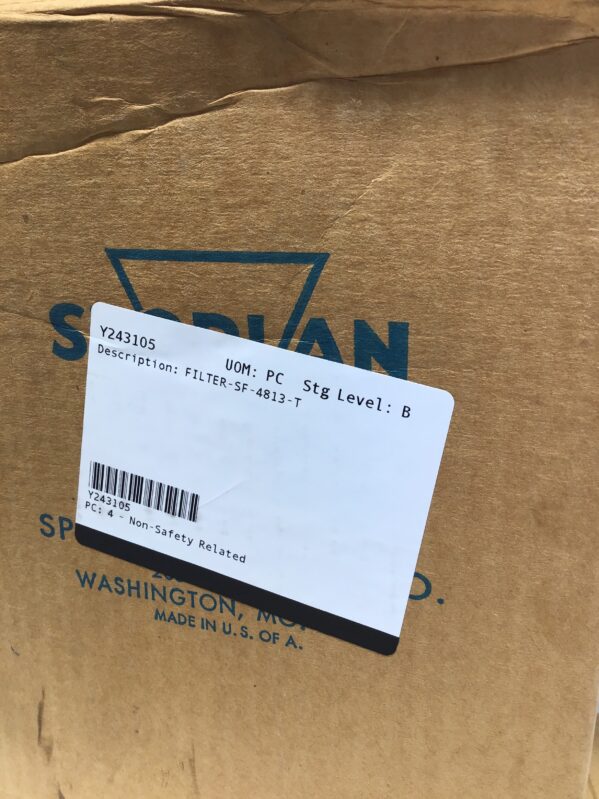 Y243105 UOM: PC Stg Level: B
Description: FILTER-SF-4813-T
Y243105
PC: 4 - Non-Safety Related
WASHINGTON, MO.
MADE IN U.S. OF A.